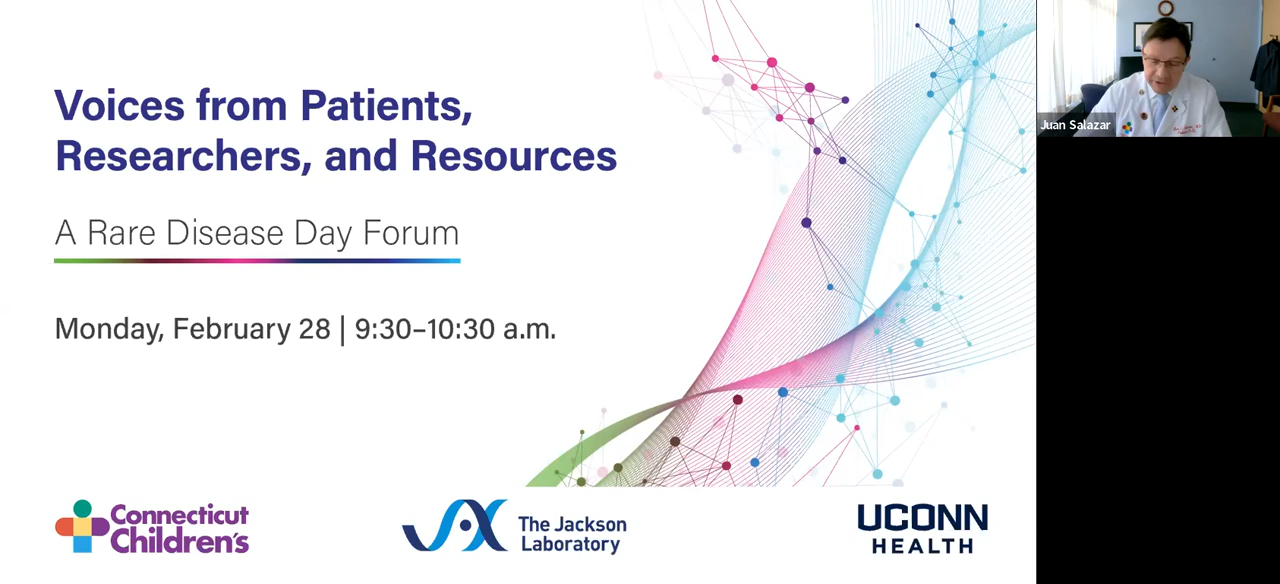 Voices from Patients,
Researchers, and Resources
A Rare Disease Day Forum
Monday, February 28 | 9:30–10:30 a.m.
Connecticut
Children's
JAX
The Jackson
Laboratory
UCONN
HEALTH
Juan Salazar